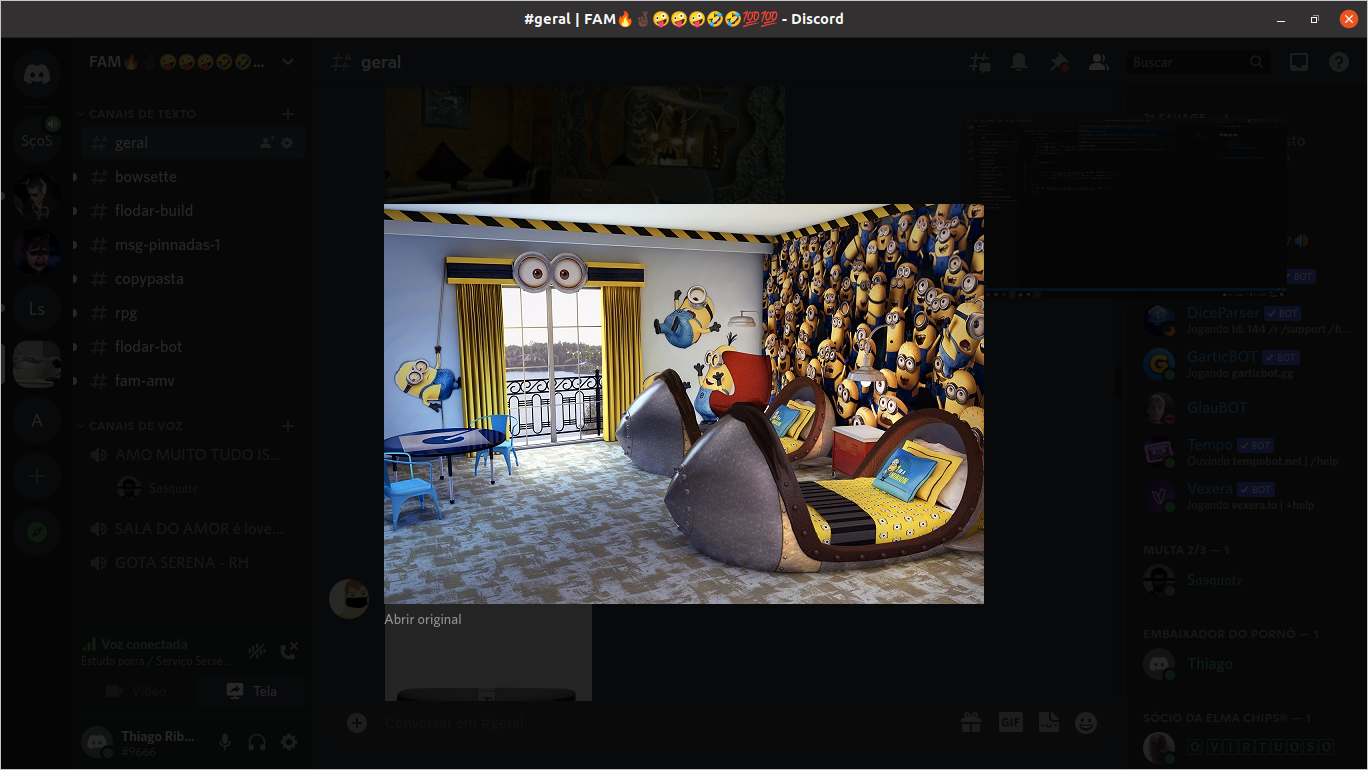 #geral | FAM🔥✌🏿🤪🤪🤪🤣🤣💯💯 - Discord
FAM🔥✌🏿🤪🤪🤪🤣🤣...
geral
Buscar
CANAIS DE TEXTO
SçoS
geral
bowsette
flodar-build
msg-pinnadas-1
copypasta
Ls
rpg
flodar-bot
fam-amv
A
CANAIS DE VOZ
AMO MUITO TUDO IS...
Sasquate
SALA DO AMOR é love...
GOTA SERENA - RH
Voz conectada
Estudo porra / Serviço Secre...
Vídeo
Tela
Thiago Rib...
#9666
Abrir original
Conversar em #geral
GIF
BOT
DiceParser
BOT
Jogando Id: 144 /r /support /h...
GarticBOT
BOT
Jogando garticbot.gg
GlauBOT
Tempo
BOT
Ouvindo tempobot.net | /help
Vexera
BOT
Jogando vexera.io | +help
MULTA 2/3 — 1
Sasquate
EMBAIXADOR DO PORNÔ — 1
Thiago
SÓCIO DA ELMA CHIPS® — 1
O V I R T U O S O